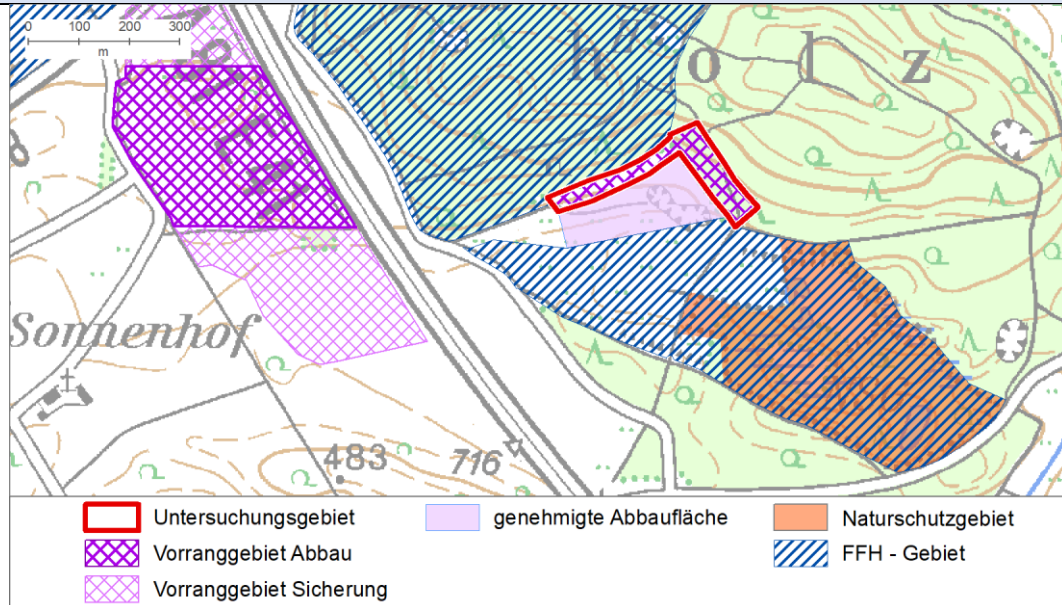 0 100 200 300
m
h o l z
n
Sonnenhof
483
716
Untersuchungsgebiet
genehmigte Abbaufläche
Naturschutzgebiet
Vorranggebiet Abbau
FFH - Gebiet
Vorranggebiet Sicherung